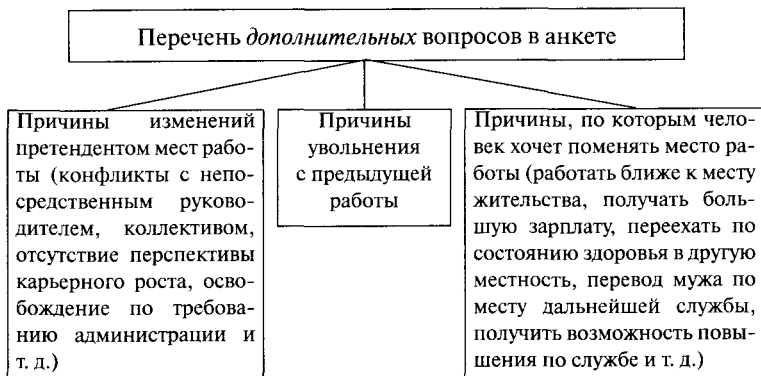 Перечень дополнительных вопросов в анкете
Причины изменений
претендентом мест рабо-
ты (конфликты с непо-
средственным руково-
дителем, коллективом,
отсутствие перспективы
карьерного роста, осво-
бождение по требова-
нию администрации и
т. д.)
Причины
увольнения
с предыдущей
работы
Причины, по которым чело-
век хочет поменять место ра-
боты (работать ближе к месту
жительства, получать боль-
шую зарплату, переехать по
состоянию здоровья в другую
местность, перевод мужа по
месту дальнейшей службы,
получить возможность повы-
шения по службе и т. д.)